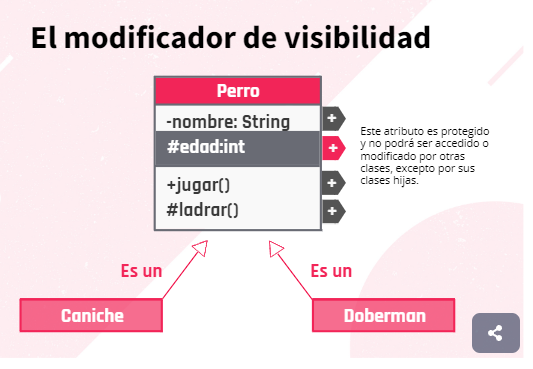 El modificador de visibilidad
Perro
-nombre: String
+
#edad:int
+
Este atributo es protegido
y no podrá ser accedido o
modificado por otras
clases, excepto por sus
clases hijas.
+jugar()
+
#ladrar()
+
Es un
Es un
Caniche
Doberman